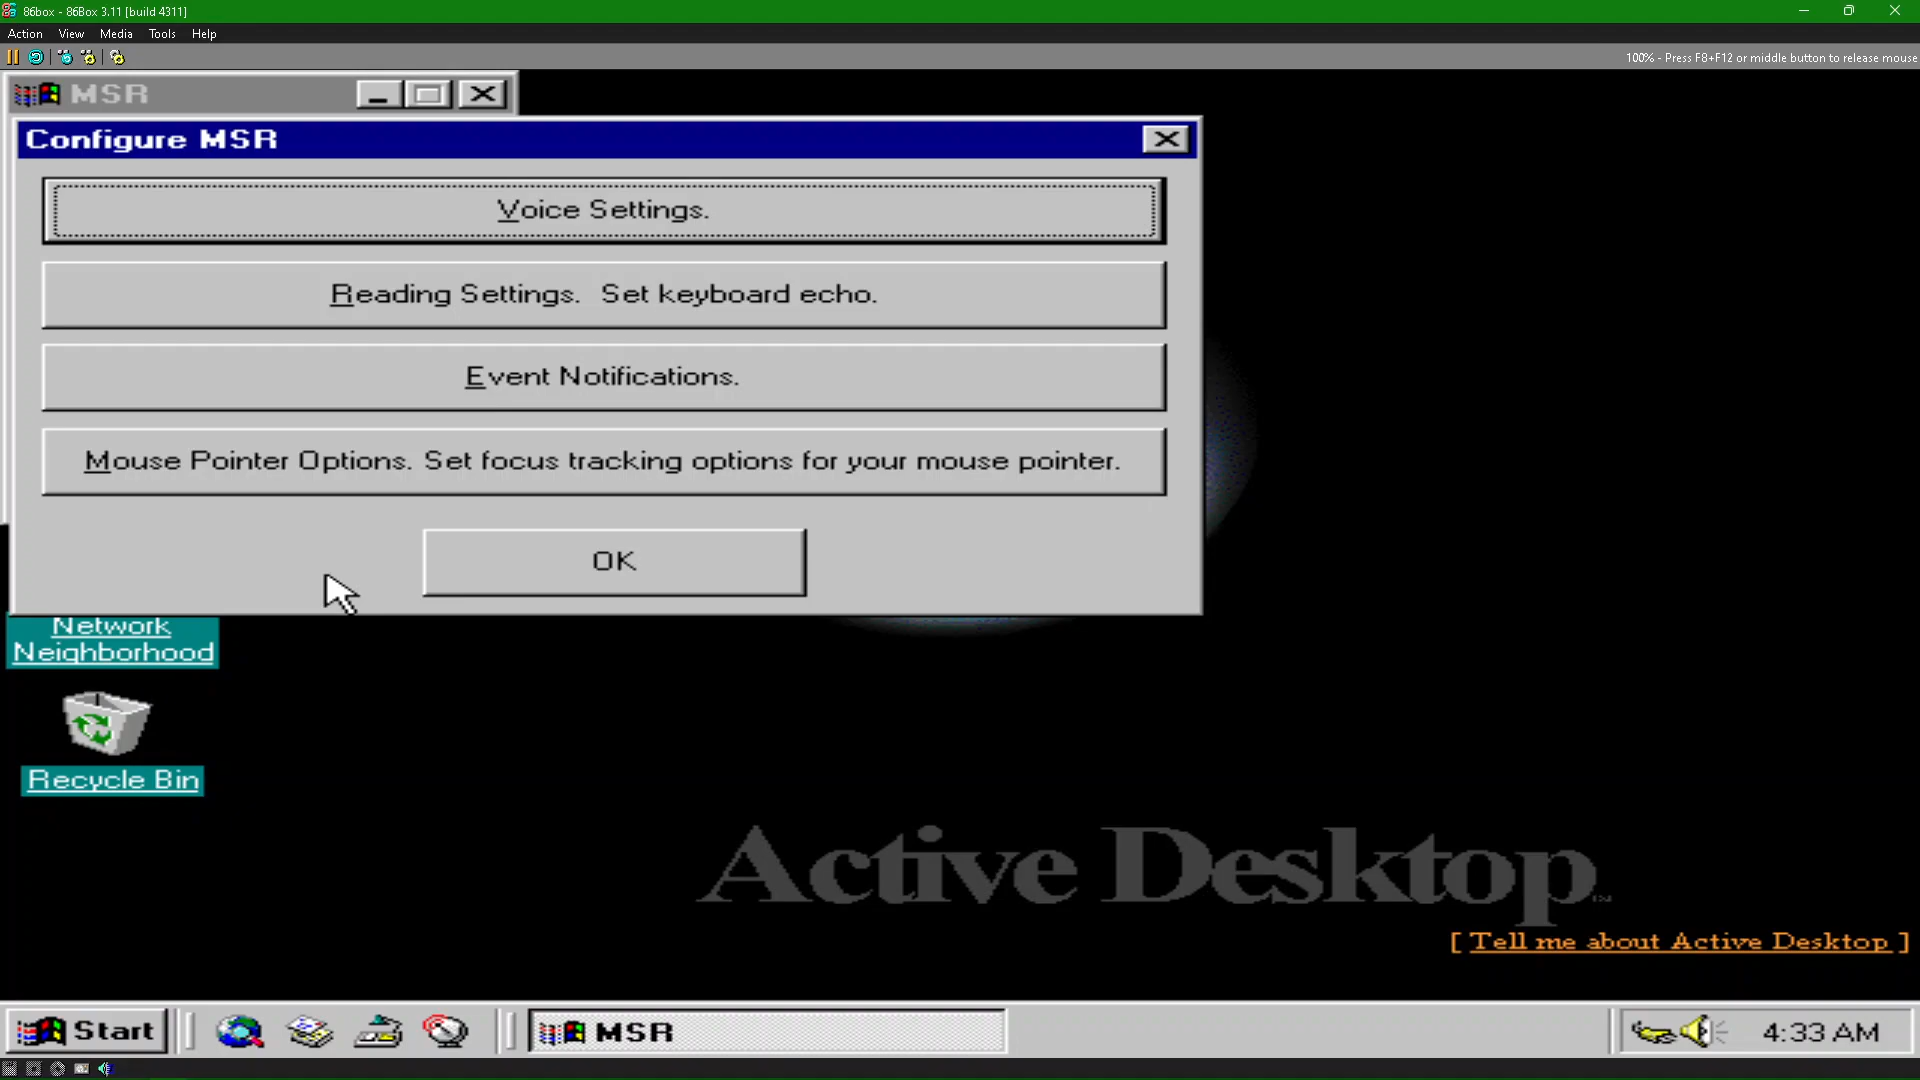 86box - 86Box 3.11 [build 4311]
Action View Media Tools Help
100% - Press F8+F12 or middle button to release mouse
MSR
Configure MSR
Voice Settings.
Reading Settings. Set keyboard echo.
Event Notifications.
Mouse Pointer Options. Set focus tracking options for your mouse pointer.
OK
Network
Neighborhood
Recycle Bin
Active Desktop™
[ Tell me about Active Desktop ]
Start MSR 4:33 AM